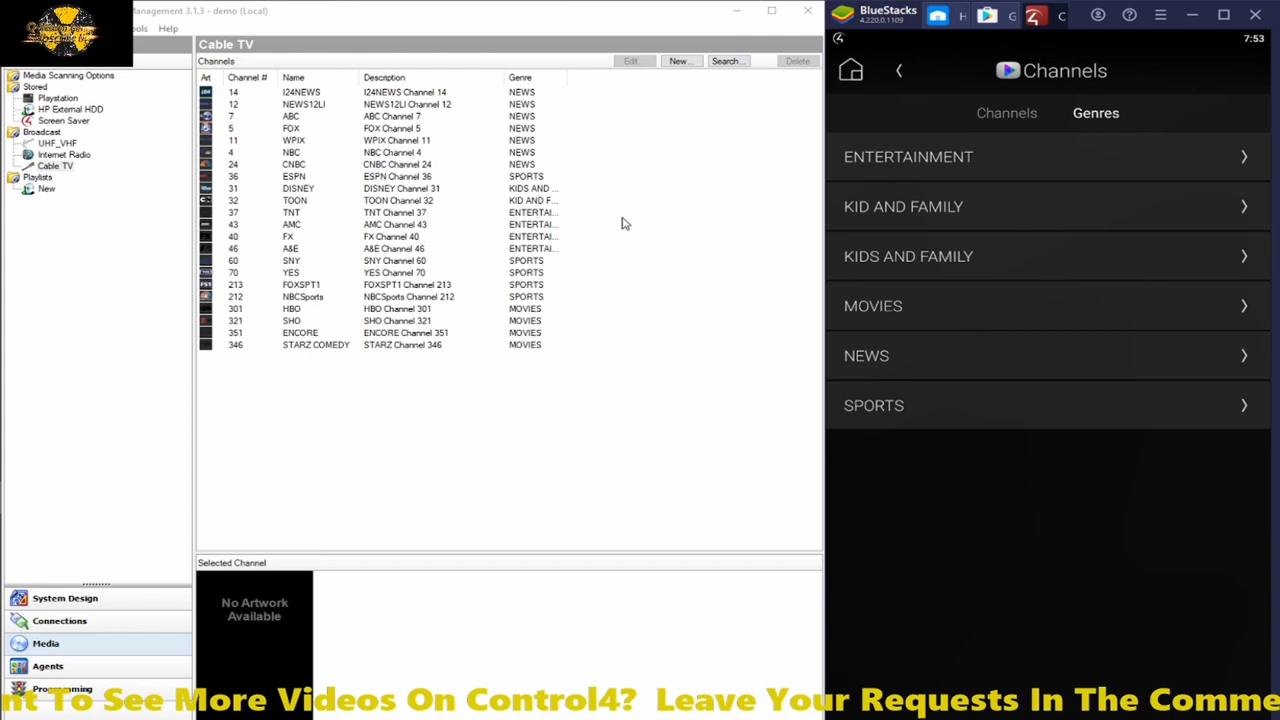 Management 3.1.3 - demo (Local)
ools Help
Media Scanning Options
Stored
Playstation
HP External HDD
Screen Saver
Broadcast
UHF_VHF
Internet Radio
Cable TV
Playlists
New
System Design
Connections
Media
Agents
Programming
Cable TV
Channels Edit... New... Search... Delete
Art Channel # Name Description Genre
14 I24NEWS I24NEWS Channel 14 NEWS
12 NEWS12LI NEWS12LI Channel 12 NEWS
7 ABC ABC Channel 7 NEWS
5 FOX FOX Channel 5 NEWS
11 WPIX WPIX Channel 11 NEWS
4 NBC NBC Channel 4 NEWS
24 CNBC CNBC Channel 24 NEWS
36 ESPN ESPN Channel 36 SPORTS
31 DISNEY DISNEY Channel 31 KIDS AND ...
32 TOON TOON Channel 32 KID AND F...
37 TNT TNT Channel 37 ENTERTAI...
43 AMC AMC Channel 43 ENTERTAI...
40 FX FX Channel 40 ENTERTAI...
46 A&E A&E Channel 46 ENTERTAI...
60 SNY SNY Channel 60 SPORTS
70 YES YES Channel 70 SPORTS
213 FOXSPT1 FOXSPT1 Channel 213 SPORTS
212 NBCSports NBCSports Channel 212 SPORTS
301 HBO HBO Channel 301 MOVIES
321 SHO SHO Channel 321 MOVIES
351 ENCORE ENCORE Channel 351 MOVIES
346 STARZ COMEDY STARZ Channel 346 MOVIES
Selected Channel
No Artwork
Available
BlueStacks
4.220.0.1109
H G C
7:53
Channels
Channels Genres
ENTERTAINMENT
KID AND FAMILY
KIDS AND FAMILY
MOVIES
NEWS
SPORTS
nt To See More Videos On Control4? Leave Your Requests In The Comme